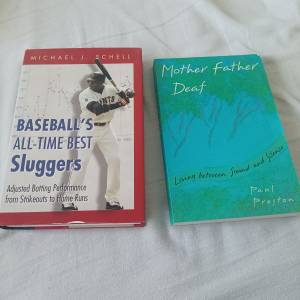 MICHAEL J. SCHELL
BASEBALL'S
ALL-TIME BEST
Sluggers
Adjusted Batting Performance
from Strikeouts to Home Runs
Mother Father
Deaf
Living between Sound and Silence
Paul
Preston